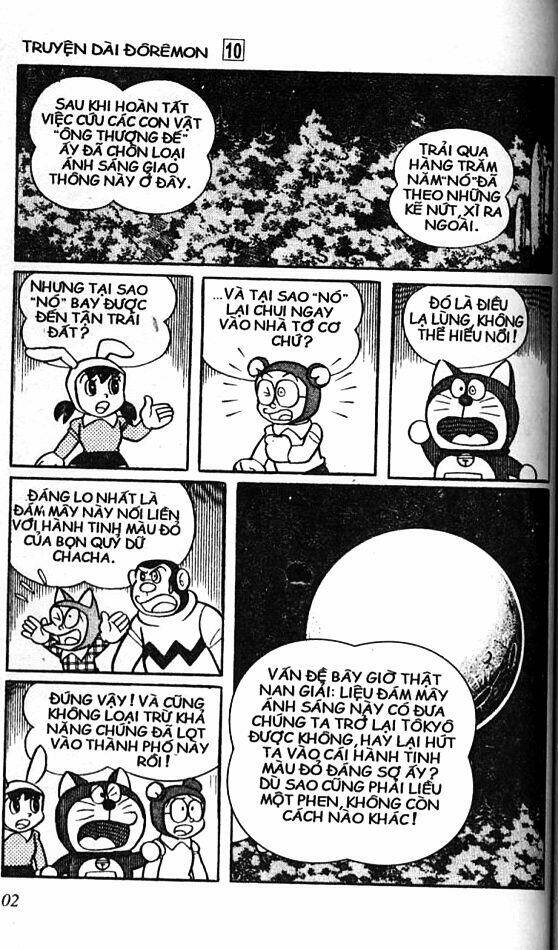 TRUYỆN DÀI ĐÔRÊMON 10
SAU KHI HOÀN TẤT
VIỆC CỨU CÁC CON VẬT
"ÔNG THƯỢNG ĐẾ"
ẤY ĐÃ CHÔN LOẠI
ÁNH SÁNG GIAO
THÔNG NÀY Ở ĐÂY.
TRẢI QUA
HÀNG TRĂM
NĂM "NÓ" ĐÃ
THEO NHỮNG
KẼ NỨT, XÌ RA
NGOÀI.
NHƯNG TẠI SAO
"NÓ" BAY ĐƯỢC
ĐẾN TẬN TRÁI
ĐẤT?
...VÀ TẠI SAO "NÓ"
LẠI CHUI NGAY
VÀO NHÀ TỚ CƠ
CHỨ?
ĐÓ LÀ ĐIỀU
LẠ LÙNG, KHÔNG
THỂ HIỂU NỔI!
ĐÁNG LO NHẤT LÀ
ĐÁM MÂY NÀY NỐI LIỀN
VỚI HÀNH TINH MÀU ĐỎ
CỦA BỌN QUỶ DỮ
CHACHA.
VẤN ĐỀ BÂY GIỜ THẬT
NAN GIẢI: LIỆU ĐÁM MÂY
ÁNH SÁNG NÀY CÓ ĐƯA
CHÚNG TA TRỞ LẠI TÔKYÔ
ĐƯỢC KHÔNG, HAY LẠI HÚT
TA VÀO CÁI HÀNH TINH
MÀU ĐỎ ĐÁNG SỢ ẤY?
DÙ SAO CŨNG PHẢI LIỀU
MỘT PHEN, KHÔNG CÒN
CÁCH NÀO KHÁC!
ĐÚNG VẬY! VÀ CŨNG
KHÔNG LOẠI TRỪ KHẢ
NĂNG CHÚNG ĐÃ LỌT
VÀO THÀNH PHỐ NÀY
RỒI!
02